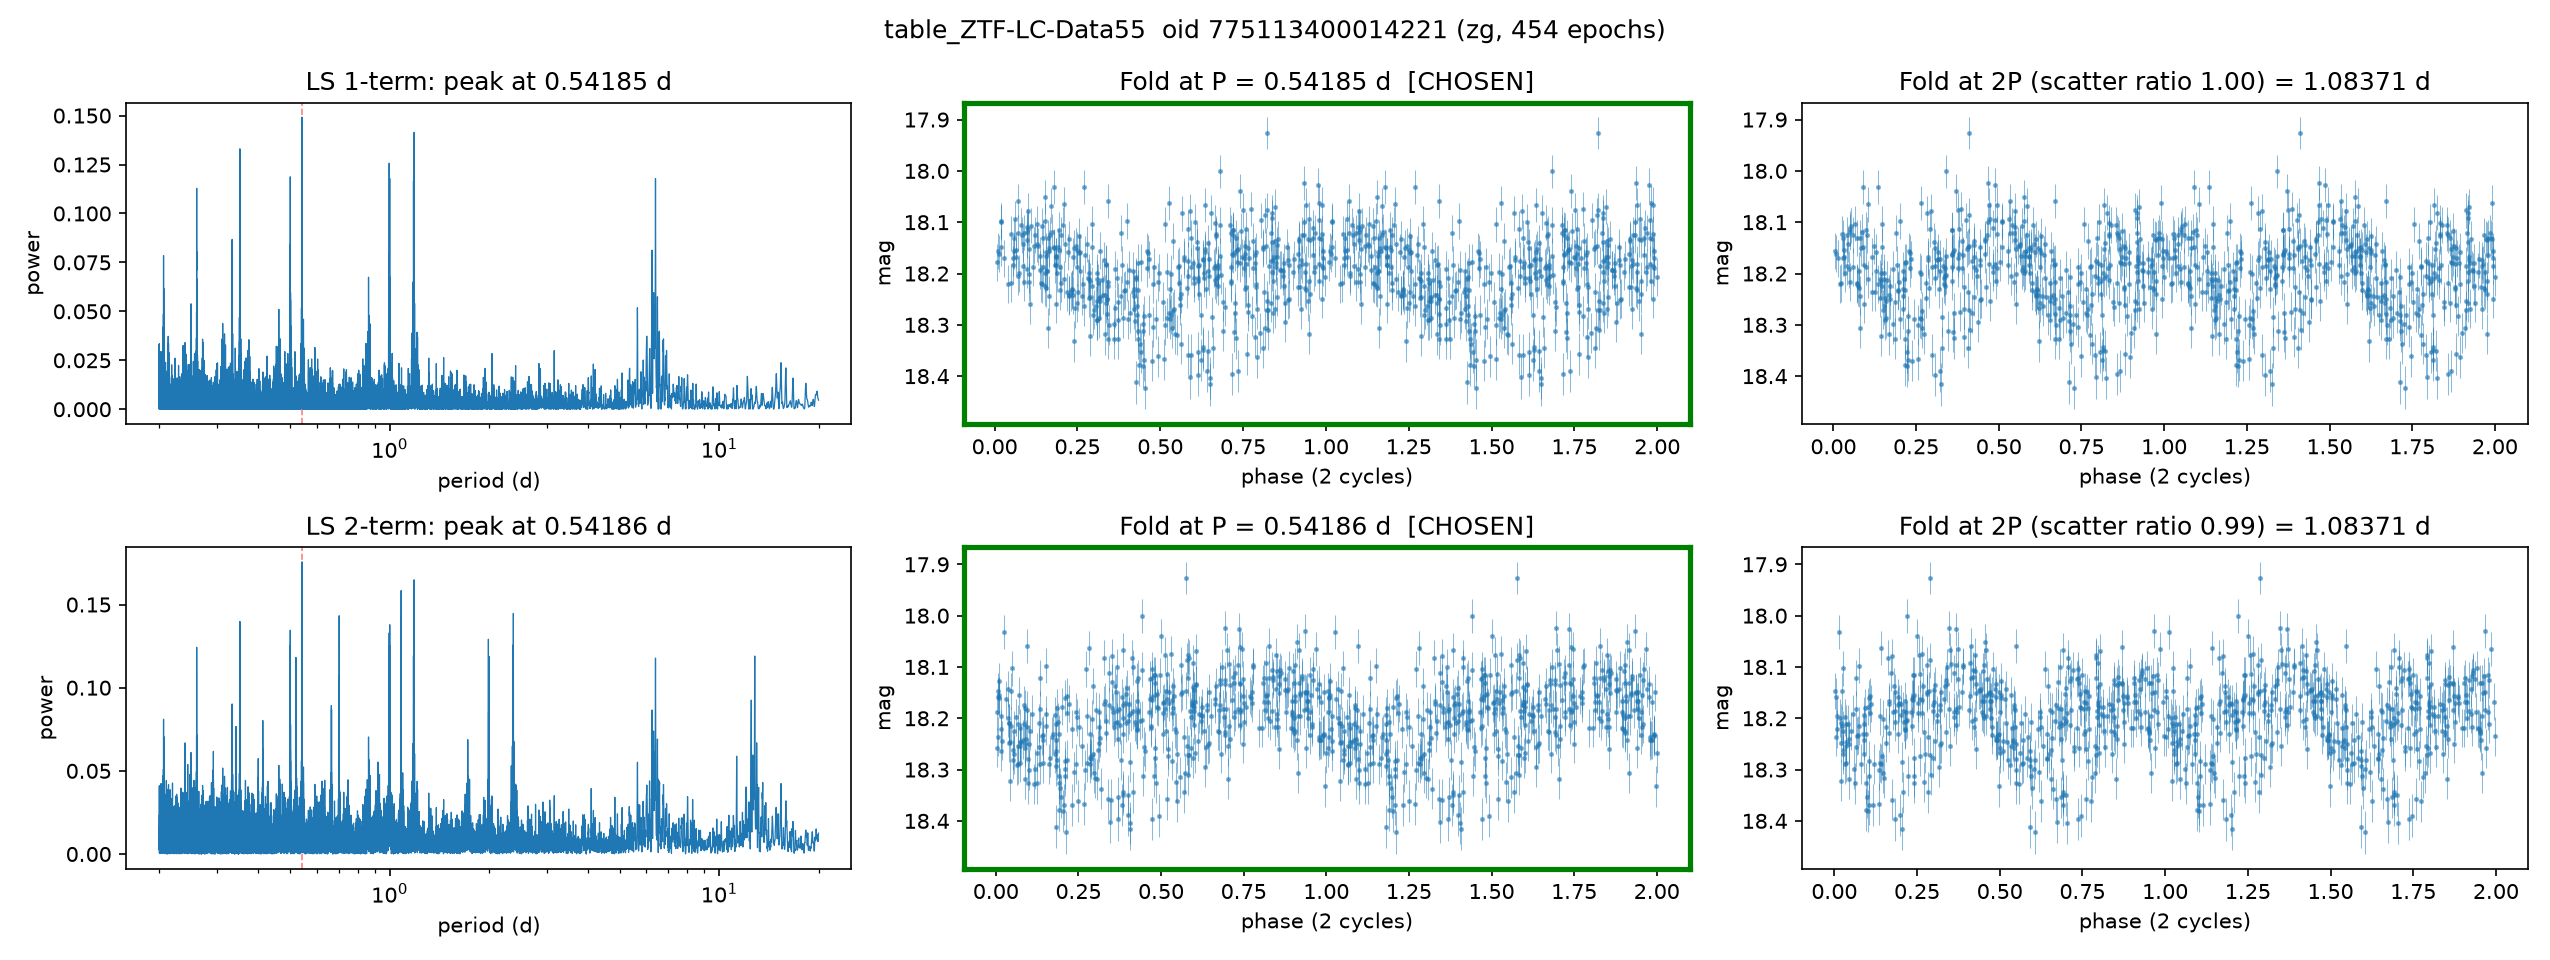 table_ZTF-LC-Data55  oid 775113400014221 (zg, 454 epochs)
LS 1-term: peak at 0.54185 d
power
0.150
0.125
0.100
0.075
0.050
0.025
0.000
10⁰
10¹
period (d)
Fold at P = 0.54185 d  [CHOSEN]
mag
17.9
18.0
18.1
18.2
18.3
18.4
0.00 0.25 0.50 0.75 1.00 1.25 1.50 1.75 2.00
phase (2 cycles)
Fold at 2P (scatter ratio 1.00) = 1.08371 d
mag
17.9
18.0
18.1
18.2
18.3
18.4
0.00 0.25 0.50 0.75 1.00 1.25 1.50 1.75 2.00
phase (2 cycles)
LS 2-term: peak at 0.54186 d
power
0.15
0.10
0.05
0.00
10⁰
10¹
period (d)
Fold at P = 0.54186 d  [CHOSEN]
mag
17.9
18.0
18.1
18.2
18.3
18.4
0.00 0.25 0.50 0.75 1.00 1.25 1.50 1.75 2.00
phase (2 cycles)
Fold at 2P (scatter ratio 0.99) = 1.08371 d
mag
17.9
18.0
18.1
18.2
18.3
18.4
0.00 0.25 0.50 0.75 1.00 1.25 1.50 1.75 2.00
phase (2 cycles)